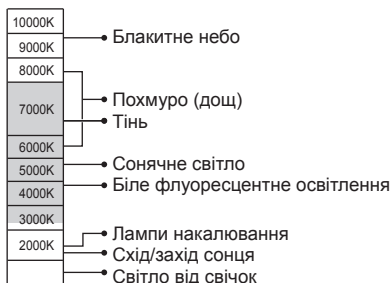 10000K
9000K
Блакитне небо
8000K
Похмуро (дощ)
7000K
Тінь
6000K
Сонячне світло
5000K
Біле флуоресцентне освітлення
4000K
3000K
Лампи накалювання
2000K
Схід/захід сонця
Світло від свічок